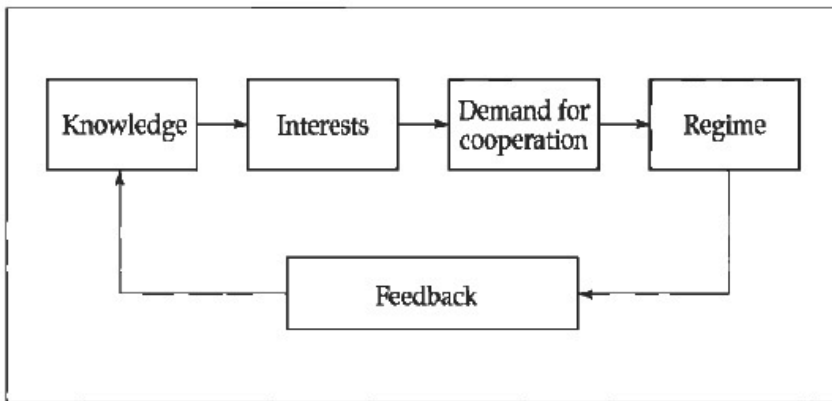 Knowledge
Interests
Demand for
cooperation
Regime
Feedback